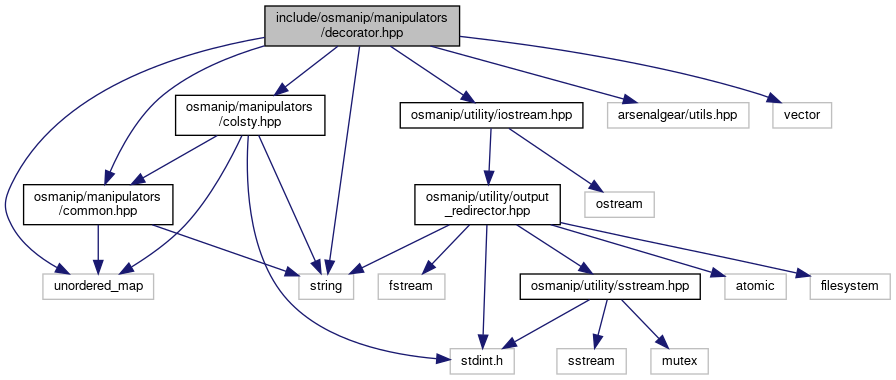 include/osmanip/manipulators
/decorator.hpp
osmanip/manipulators
/colsty.hpp
osmanip/utility/iostream.hpp
arsenalgear/utils.hpp
vector
osmanip/manipulators
/common.hpp
osmanip/utility/output
_redirector.hpp
ostream
unordered_map
string
fstream
osmanip/utility/sstream.hpp
atomic
filesystem
stdint.h
sstream
mutex